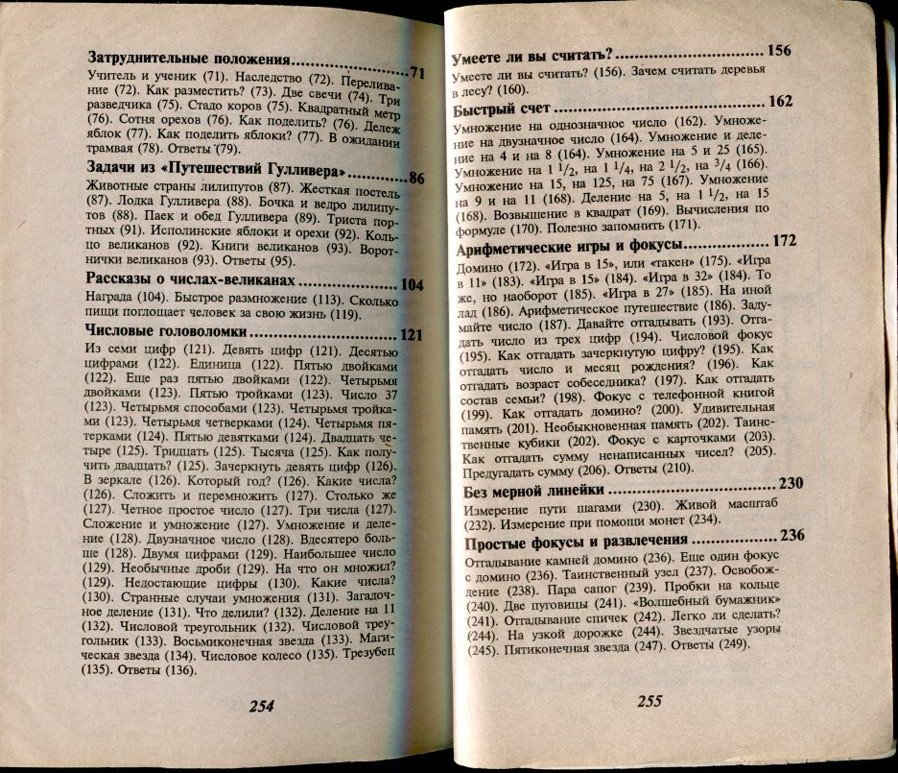 Затруднительные положения..........................71
Учитель и ученик (71). Наследство (72). Перелива-
ние (72). Как разместить? (73). Две свечи (74). Три
разведчика (75). Стадо коров (75). Квадратный метр
(76). Сотня орехов (76). Как поделить? (76). Дележ
яблок (77). Как поделить яблоки? (77). В ожидании
трамвая (78). Ответы (79).
Задачи из «Путешествий Гулливера»..............86
Животные страны лилипутов (87). Жесткая постель
(87). Лодка Гулливера (88). Бочка и ведро лилипу-
тов (88). Паек и обед Гулливера (89). Триста пор-
тных (91). Исполинские яблоки и орехи (92). Коль-
цо великанов (92). Книги великанов (93). Ворот-
нички великанов (93). Ответы (95).
Рассказы о числах-великанах ......................104
Награда (104). Быстрое размножение (113). Сколько
пищи поглощает человек за свою жизнь (119).
Числовые головоломки ..............................121
Из семи цифр (121). Девять цифр (121). Десятью
цифрами (122). Единица (122). Пятью двойками
(122). Еще раз пятью двойками (122). Четырьмя
двойками (123). Пятью тройками (123). Число 37
(123). Четырьмя способами (123). Четырьмя тройка-
ми (123). Четырьмя четверками (124). Четырьмя пя-
терками (124). Пятью девятками (124). Двадцать че-
тыре (125). Тридцать (125). Тысяча (125). Как полу-
чить двадцать? (125). Зачеркнуть девять цифр (126).
В зеркале (126). Который год? (126). Какие числа?
(126). Сложить и перемножить (127). Столько же
(127). Четное простое число (127). Три числа (127).
Сложение и умножение (127). Умножение и деле-
ние (128). Двузначное число (128). Вдесятеро боль-
ше (128). Двумя цифрами (129). Наибольшее число
(129). Необычные дроби (129). На что он множил?
(129). Недостающие цифры (130). Какие числа?
(130). Странные случаи умножения (131). Загадоч-
ное деление (131). Что делили? (132). Деление на 11
(132). Числовой треугольник (132). Числовой треу-
гольник (133). Восьмиконечная звезда (133). Маги-
ческая звезда (134). Числовое колесо (135). Трезубец
(135). Ответы (136).
254
Умеете ли вы считать? ..........................156
Умеете ли вы считать? (156). Зачем считать деревья
в лесу? (160).
Быстрый счет ....................................162
Умножение на однозначное число (162). Умноже-
ние на двузначное число (164). Умножение и деле-
ние на 4 и на 8 (164). Умножение на 5 и 25 (165).
Умножение на 1 1/2, на 1 1/4, на 2 1/2, на 3/4 (166).
Умножение на 15, на 125, на 75 (167). Умножение
на 9 и на 11 (168). Деление на 5, на 1 1/2, на 15
(168). Возвышение в квадрат (169). Вычисления по
формуле (170). Полезно запомнить (171).
Арифметические игры и фокусы.................172
Домино (172). «Игра в 15», или «такен» (175). «Игра
в 11» (183). «Игра в 15» (184). «Игра в 32» (184). То
же, но наоборот (185). «Игра в 27» (185). На иной
лад (186). Арифметическое путешествие (186). Заду-
майте число (187). Давайте отгадывать (193). Отга-
дать число из трех цифр (194). Числовой фокус
(195). Как отгадать зачеркнутую цифру? (195). Как
отгадать число и месяц рождения? (196). Как
отгадать возраст собеседника? (197). Как отгадать
состав семьи? (198). Фокус с телефонной книгой
(199). Как отгадать домино? (200). Удивительная
память (201). Необыкновенная память (202). Таинс-
твенные кубики (202). Фокус с карточками (203).
Как отгадать сумму ненаписанных чисел? (205).
Предугадать сумму (206). Ответы (210).
Без мерной линейки ................................230
Измерение пути шагами (230). Живой масштаб
(232). Измерение при помощи монет (234).
Простые фокусы и развлечения .................236
Отгадывание камней домино (236). Еще один фокус
с домино (236). Таинственный узел (237). Освобож-
дение (238). Пара сапог (239). Пробки на кольце
(240). Две пуговицы (241). «Волшебный бумажник»
(241). Отгадывание спичек (242). Легко ли сделать?
(244). На узкой дорожке (244). Звездчатые узоры
(245). Пятиконечная звезда (247). Ответы (249).
255